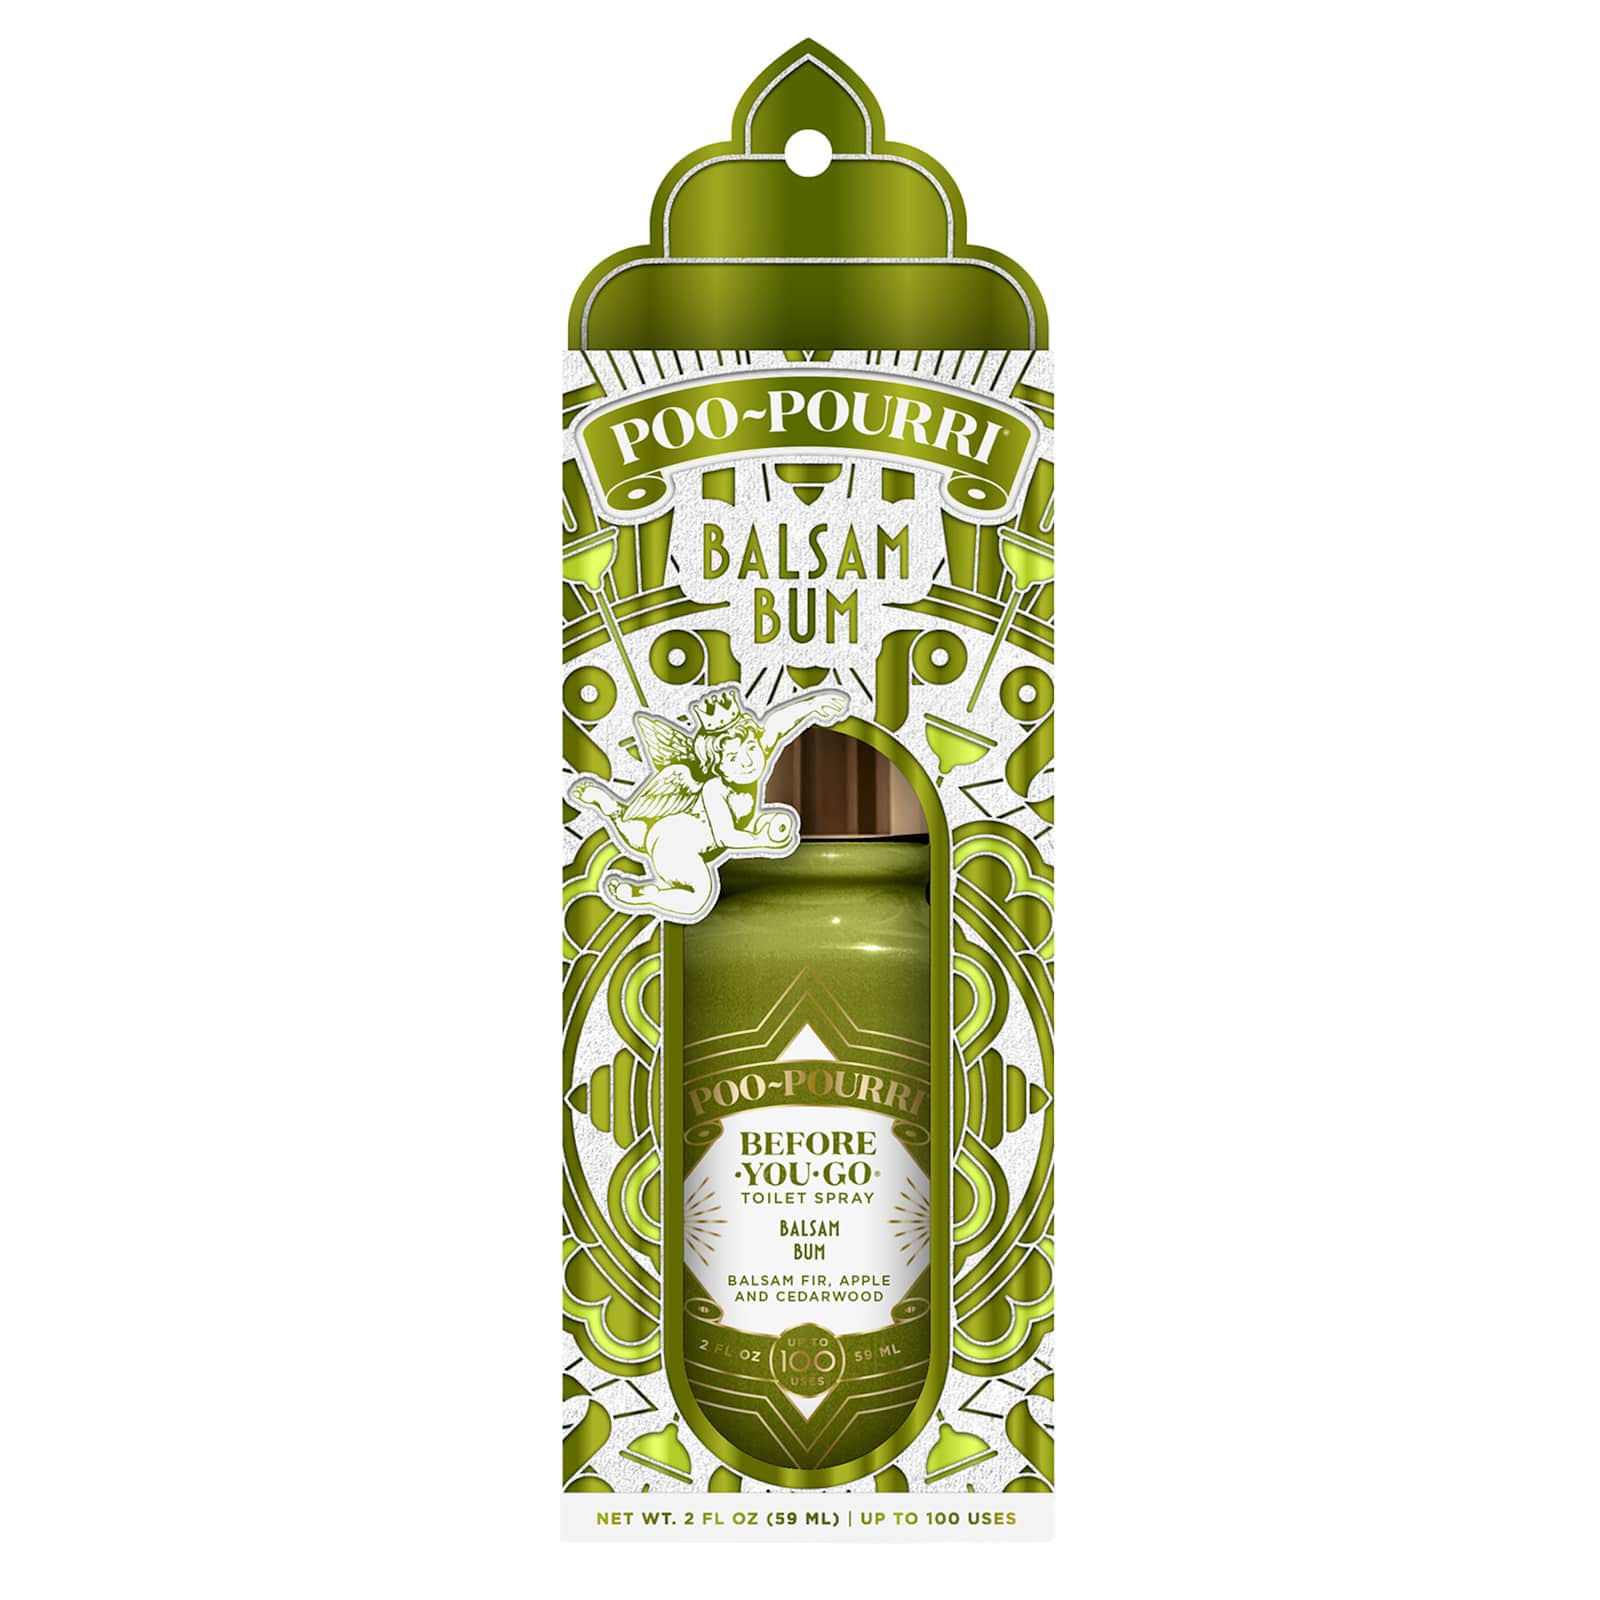 POO~POURRI®
BALSAM
BUM
POO~POURRI
BEFORE
•YOU•GO®
TOILET SPRAY
BALSAM
BUM
BALSAM FIR, APPLE
AND CEDARWOOD
2 FL OZ
UP TO
100
USES
59 ML
NET WT. 2 FL OZ (59 ML) | UP TO 100 USES